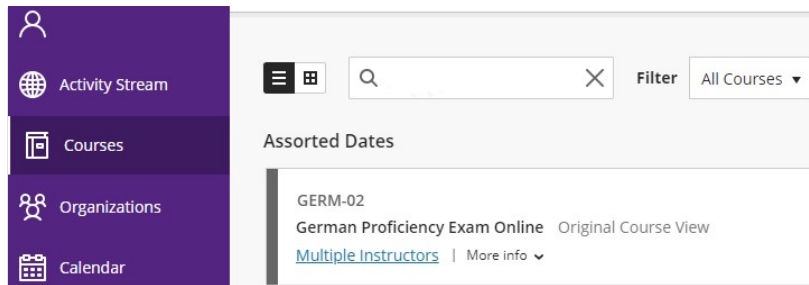 Activity Stream
Courses
Organizations
Calendar
Filter All Courses
Assorted Dates
GERM-02
German Proficiency Exam Online Original Course View
Multiple Instructors | More info